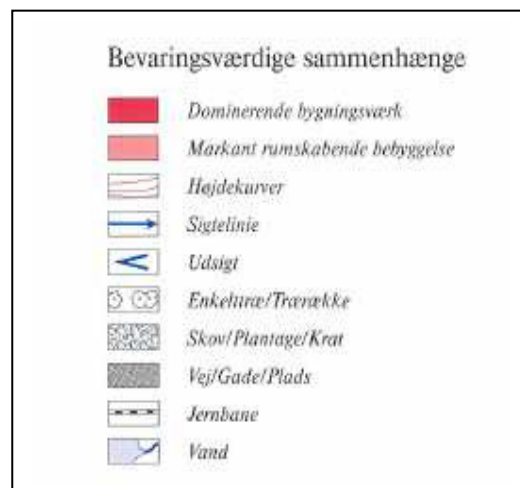 Bevaringsværdige sammenhænge
Dominerende bygningsværk
Markant rumskabende bebyggelse
Højdekurver
Sigtelinie
Udsigt
Enkelttræ/Trærække
Skov/Plantage/Krat
Vej/Gade/Plads
Jernbane
Vand